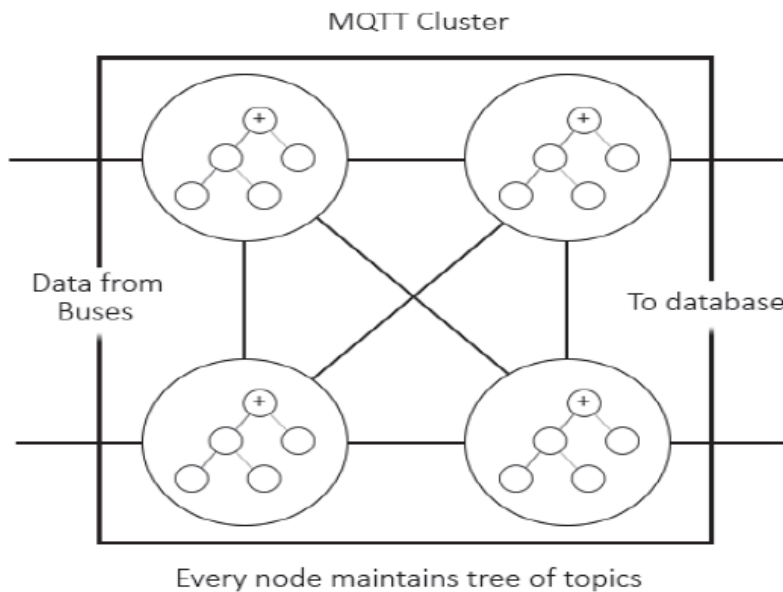 MQTT Cluster
+
+
Data from
Buses
To database
+
+
Every node maintains tree of topics